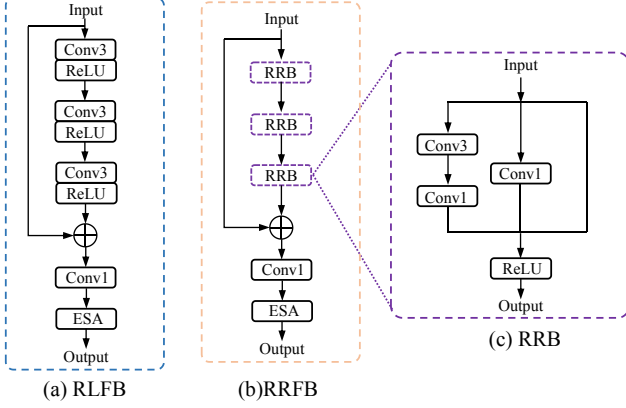 Input
Conv3
ReLU
Conv3
ReLU
Conv3
ReLU
Conv1
ESA
Output
(a) RLFB
Input
RRB
RRB
RRB
Conv1
ESA
Output
(b)RRFB
Input
Conv3
Conv1
Conv1
ReLU
Output
(c) RRB